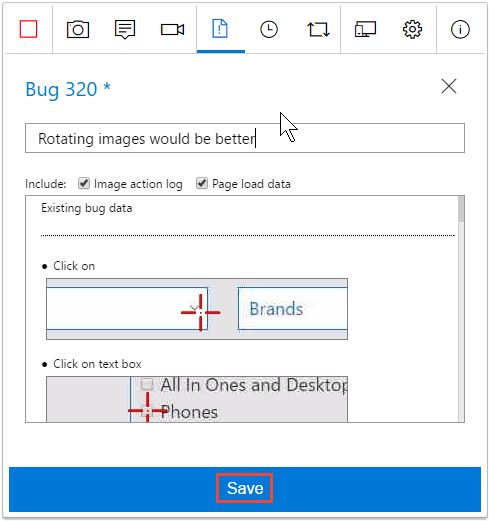 Bug 320 *
Rotating images would be better
Include: Image action log Page load data
Existing bug data
● Click on
Brands
● Click on text box
All In Ones and Desktop
Phones
Save